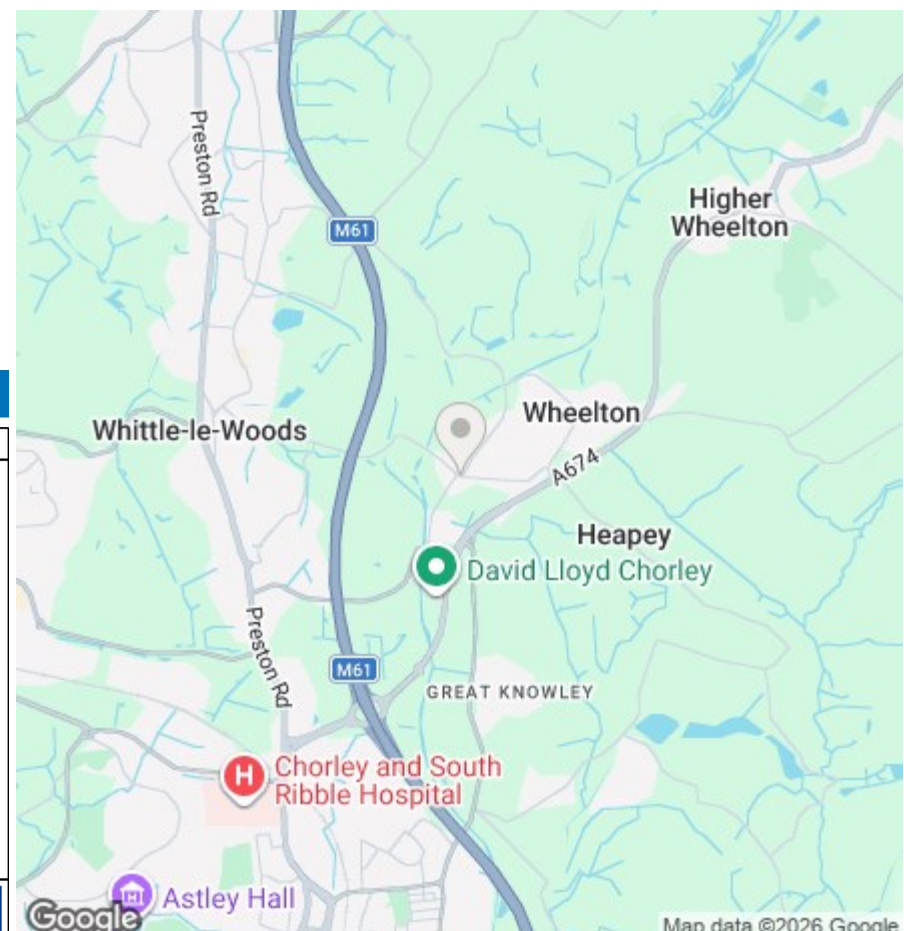 Preston Rd
M61
Higher
Wheelton
Wheelton
Whittle-le-Woods
A674
Heapey
David Lloyd Chorley
Preston Rd
M61
GREAT KNOWLEY
H
Chorley and South
Ribble Hospital
Astley Hall
Google
Map data ©2026 Google